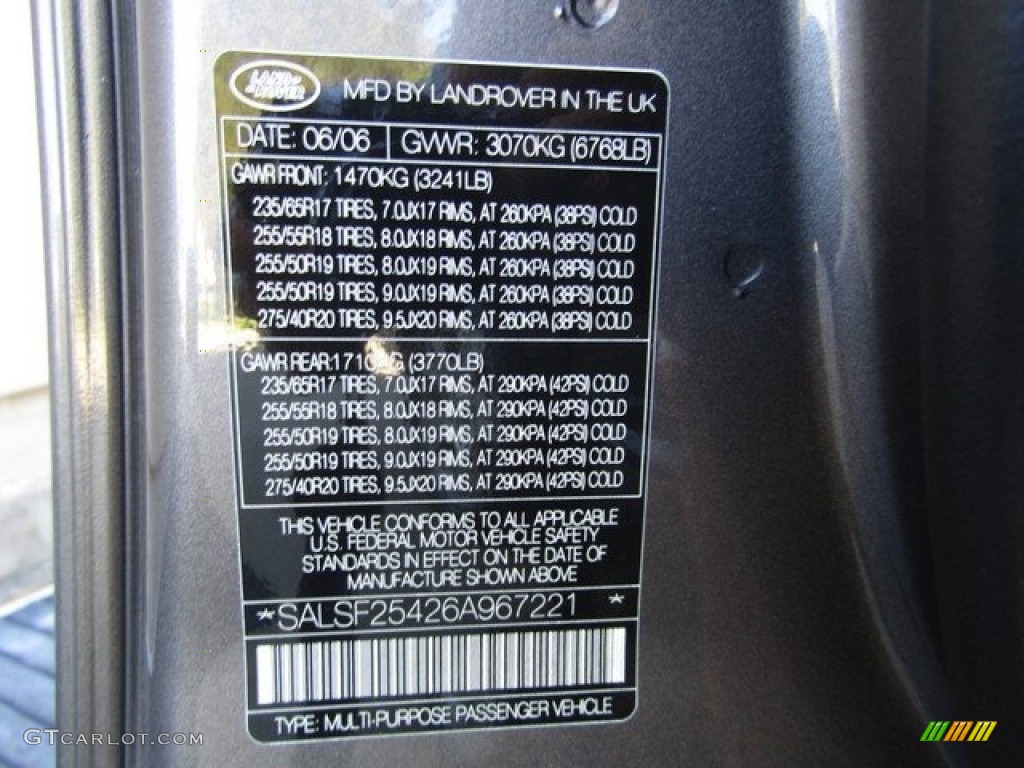 LAND ROVER
MFD BY LANDROVER IN THE UK
DATE: 06/06
GVWR: 3070KG (6768LB)
GAWR FRONT: 1470KG (3241LB)
235/65R17 TIRES, 7.0JX17 RIMS, AT 260KPA (38PSI) COLD
255/55R18 TIRES, 8.0JX18 RIMS, AT 260KPA (38PSI) COLD
255/50R19 TIRES, 8.0JX19 RIMS, AT 260KPA (38PSI) COLD
255/50R19 TIRES, 9.0JX19 RIMS, AT 260KPA (38PSI) COLD
275/40R20 TIRES, 9.5JX20 RIMS, AT 260KPA (38PSI) COLD
GAWR REAR:1710KG (3770LB)
235/65R17 TIRES, 7.0JX17 RIMS, AT 290KPA (42PSI) COLD
255/55R18 TIRES, 8.0JX18 RIMS, AT 290KPA (42PSI) COLD
255/50R19 TIRES, 8.0JX19 RIMS, AT 290KPA (42PSI) COLD
255/50R19 TIRES, 9.0JX19 RIMS, AT 290KPA (42PSI) COLD
275/40R20 TIRES, 9.5JX20 RIMS, AT 290KPA (42PSI) COLD
THIS VEHICLE CONFORMS TO ALL APPLICABLE
U.S. FEDERAL MOTOR VEHICLE SAFETY
STANDARDS IN EFFECT ON THE DATE OF
MANUFACTURE SHOWN ABOVE
*SALSF25426A967221 *
TYPE: MULTI-PURPOSE PASSENGER VEHICLE
GTCARLOT.COM